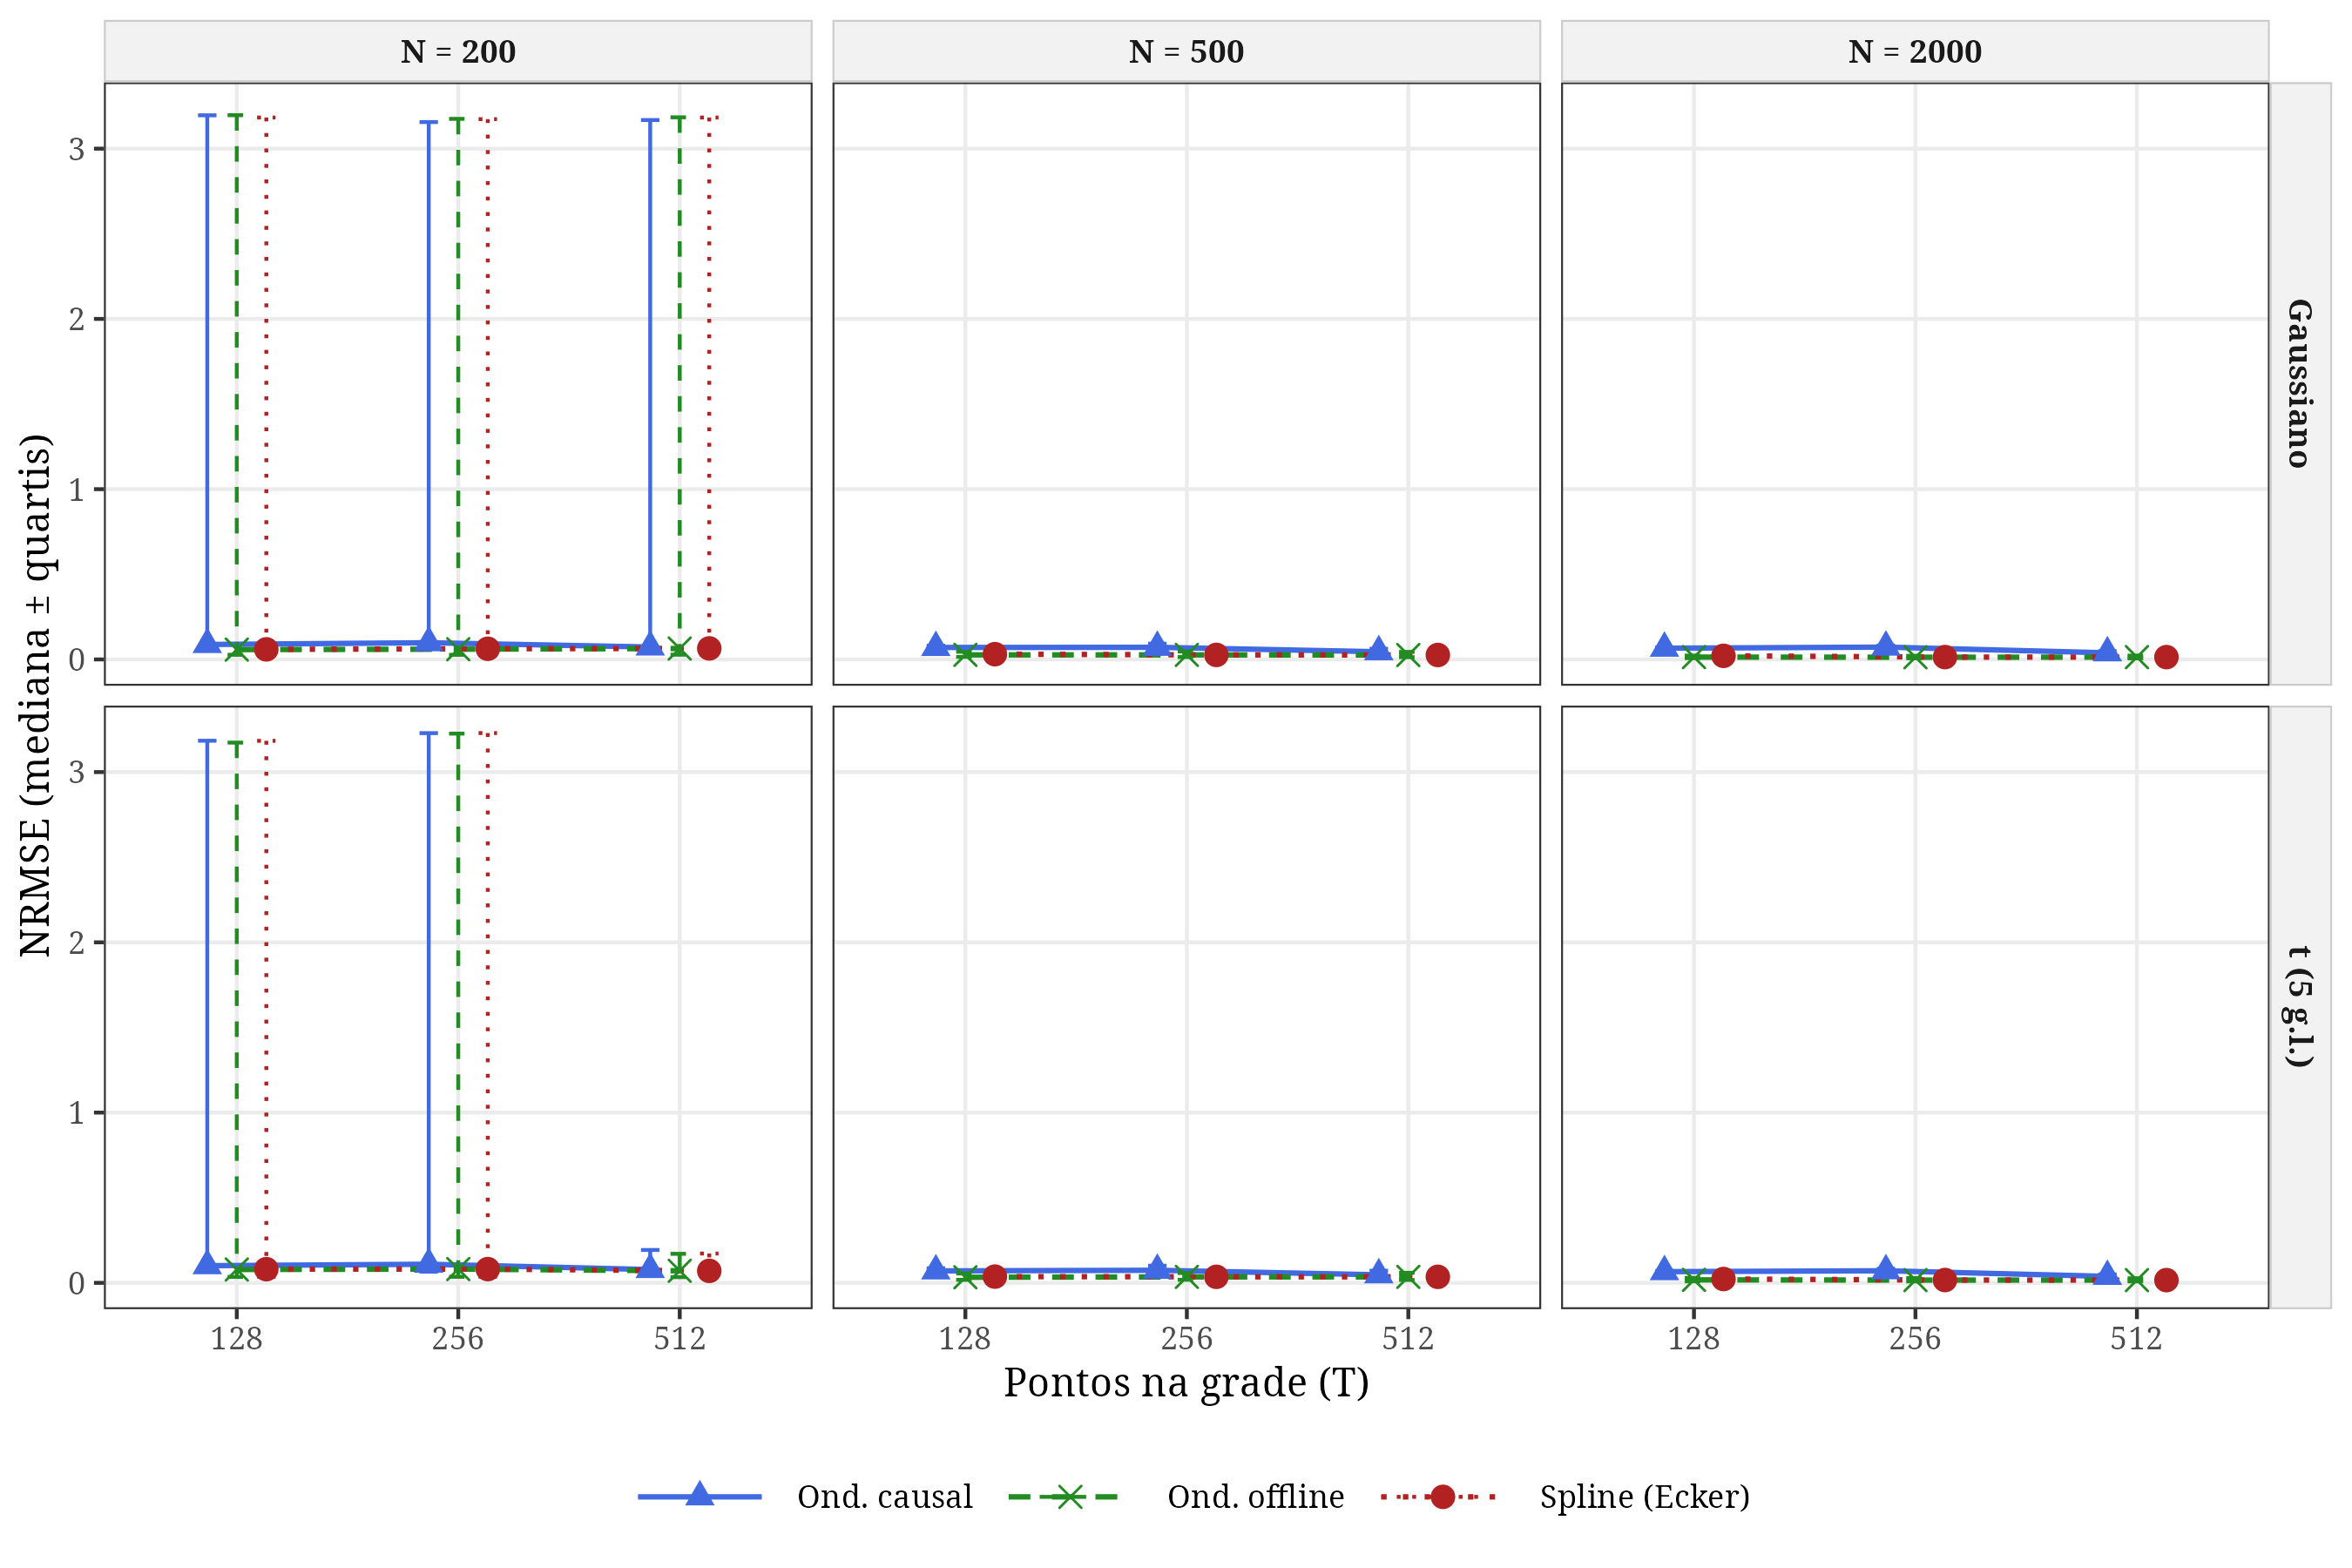 N = 200
N = 500
N = 2000
NRMSE (mediana ± quartis)
3
2
1
0
Gaussiano
3
2
1
0
t (5 g.l.)
128
256
512
128
256
512
128
256
512
Pontos na grade (T)
Ond. causal
Ond. offline
Spline (Ecker)